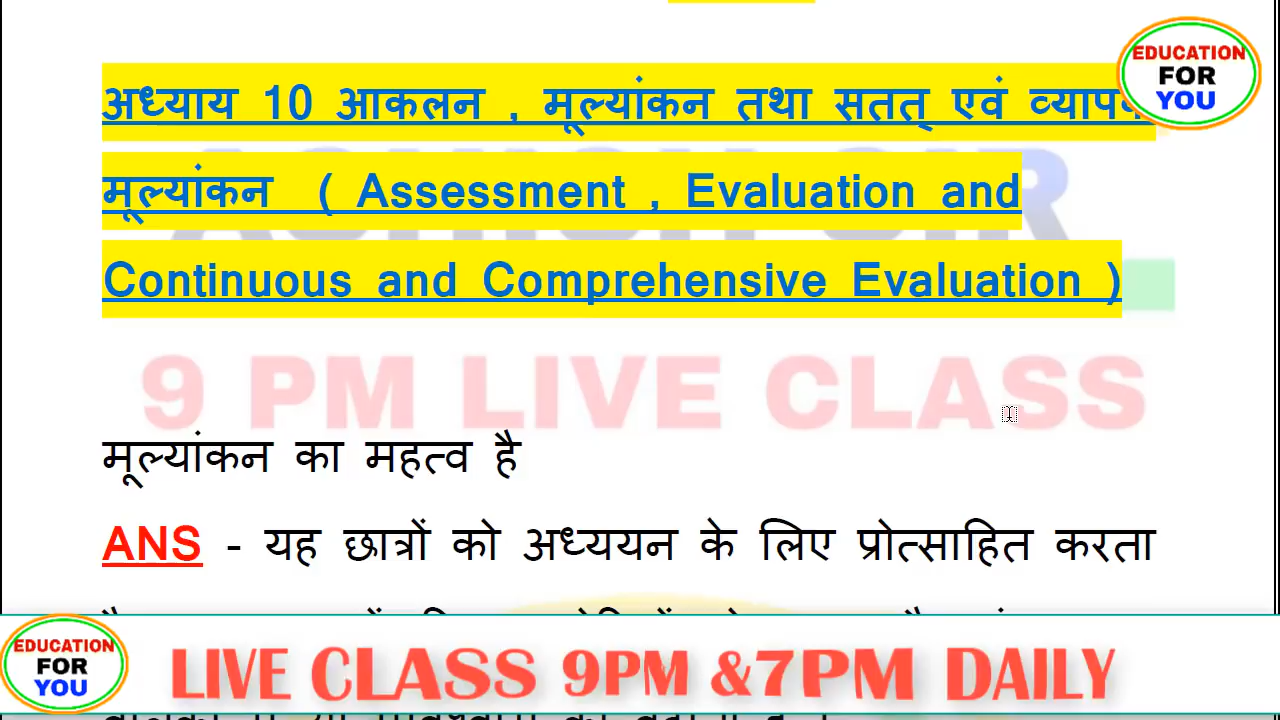 EDUCATION
FOR
YOU
अध्याय 10 आकलन , मूल्यांकन तथा सतत् एवं
मूल्यांकन ( Assessment , Evaluation and
Continuous and Comprehensive Evaluation )
9 PM LIVE CLASS
मूल्यांकन का महत्व है
ANS - यह छात्रों को अध्ययन के लिए प्रोत्साहित करता
EDUCATION
FOR
YOU
LIVE CLASS 9PM &7PM DAILY